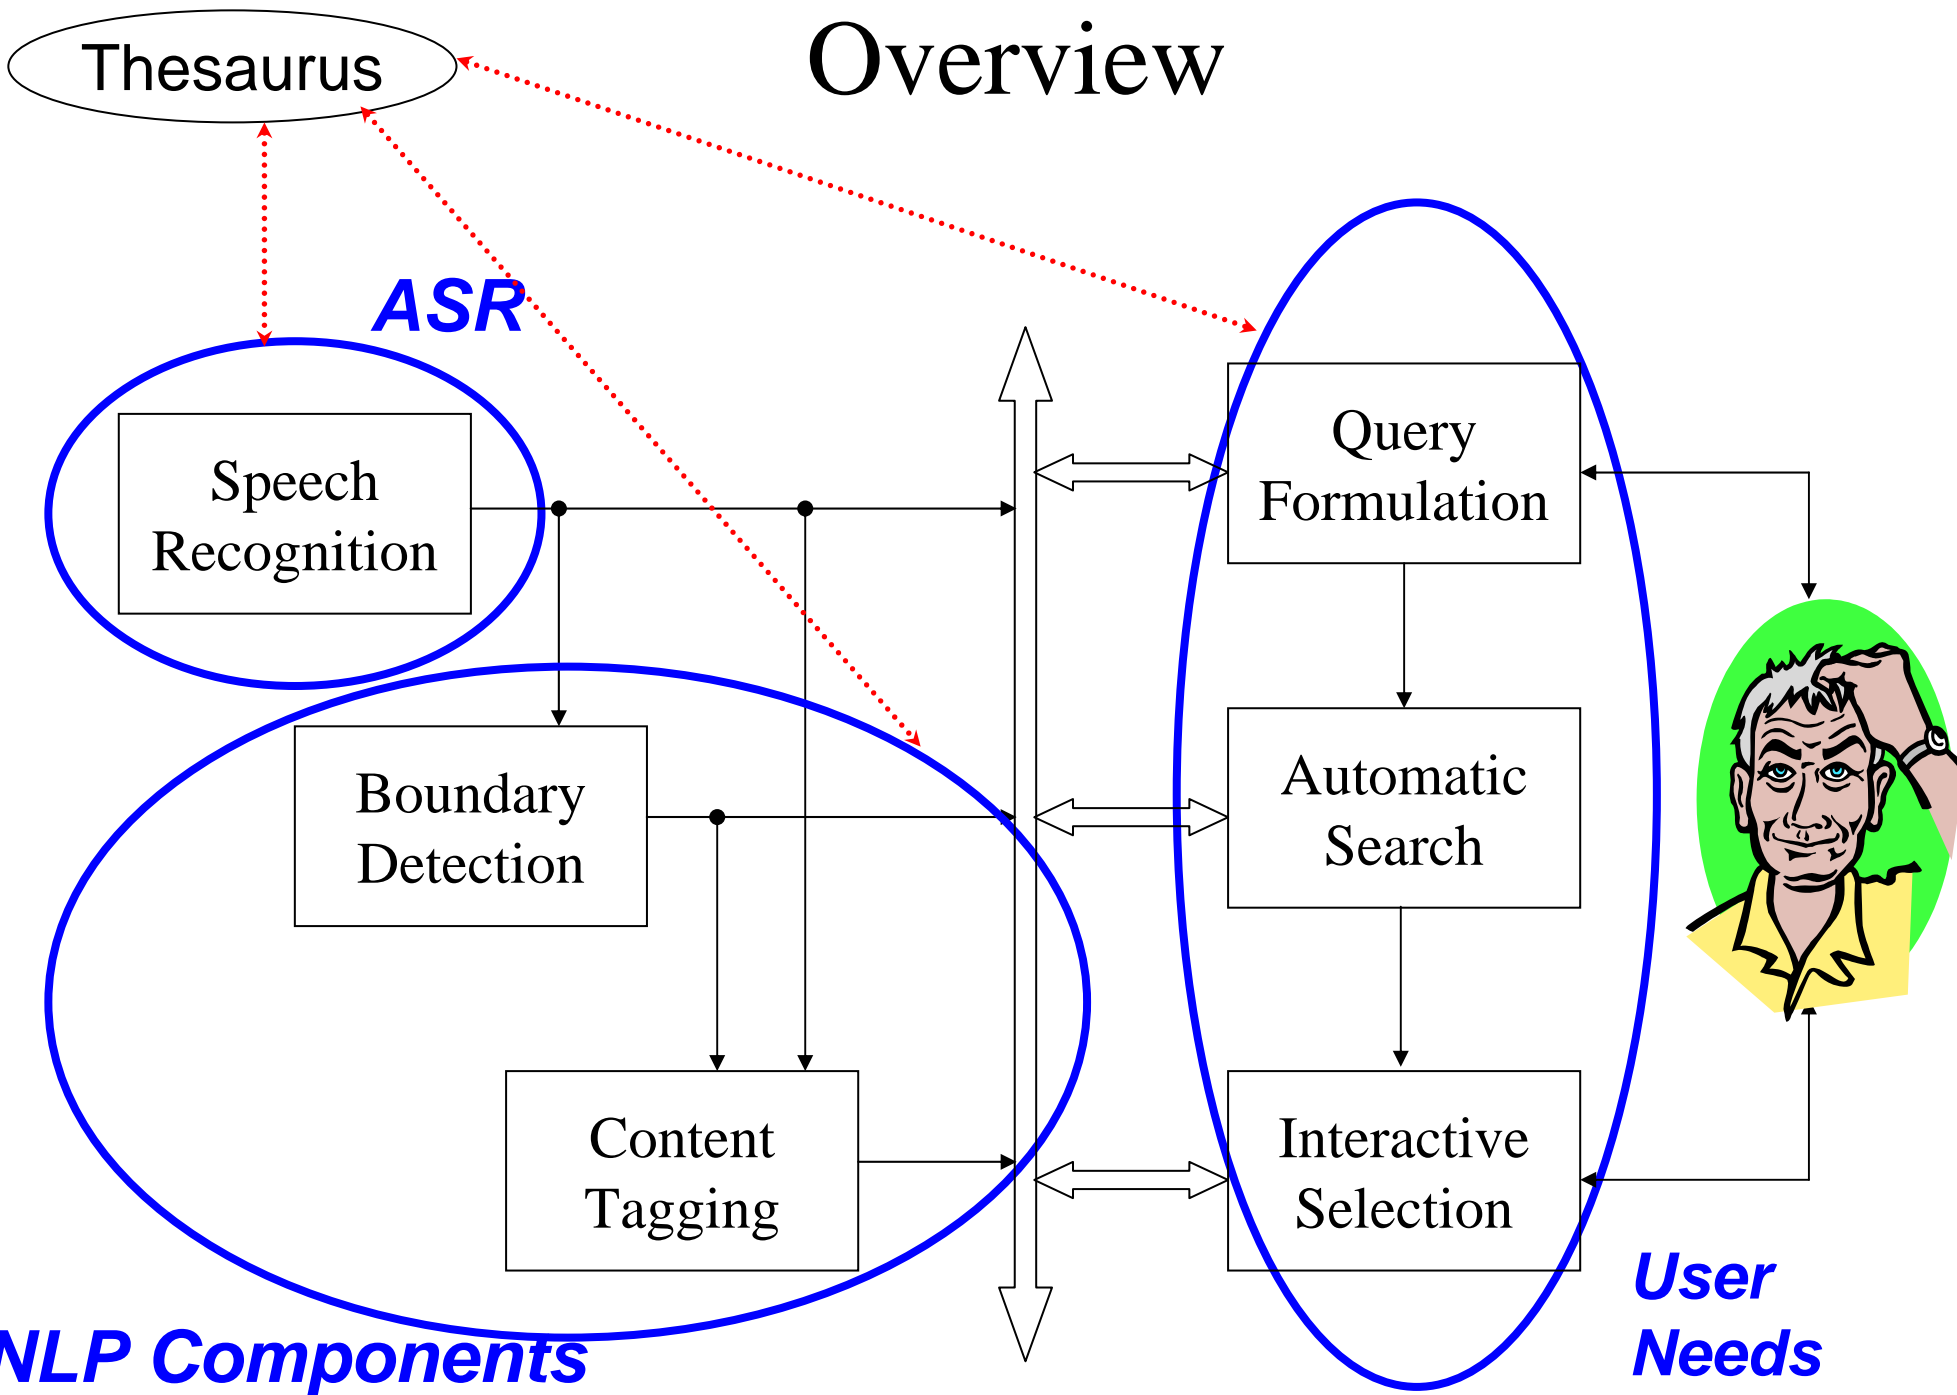 Thesaurus
Overview
ASR
Speech
Recognition
Query
Formulation
Boundary
Detection
Automatic
Search
Content
Tagging
Interactive
Selection
User
Needs
NLP Components